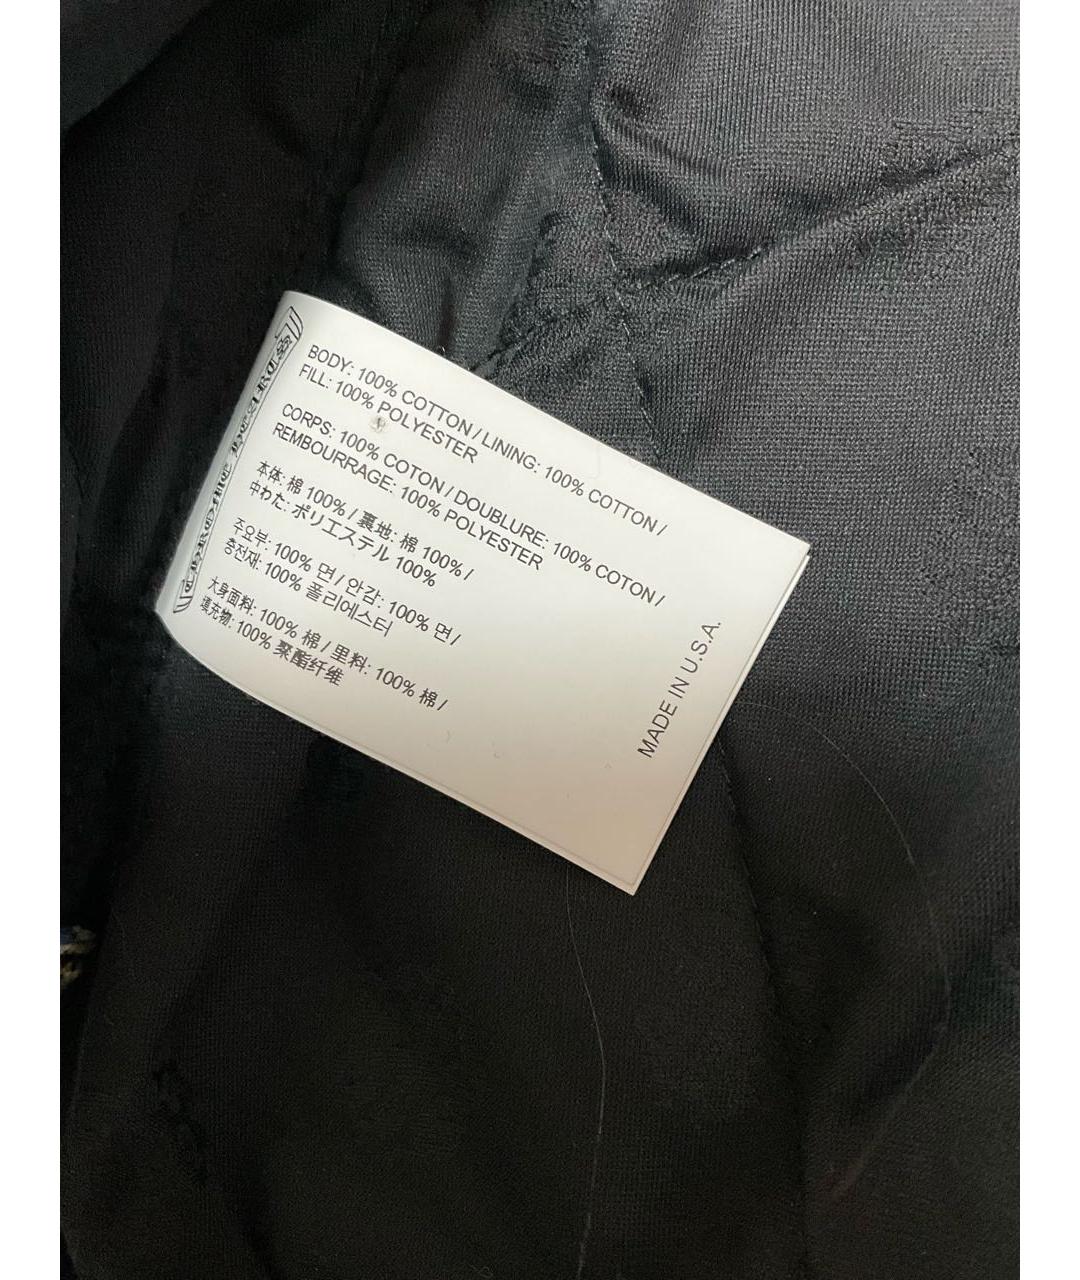 BODY: 100% COTTON / LINING: 100% COTTON /
FILL: 100% POLYESTER
CORPS: 100% COTON / DOUBLURE: 100% COTON /
REMBOURRAGE: 100% POLYESTER
本体: 棉 100% / 裏地: 棉 100% /
中わた: ポリエステル 100%
주요부: 100% 면 / 안감: 100% 면 /
충전재: 100% 폴리에스터
大身面料: 100% 棉 / 里料: 100% 棉 /
填充物: 100% 聚酯纤维
MADE IN U.S.A.